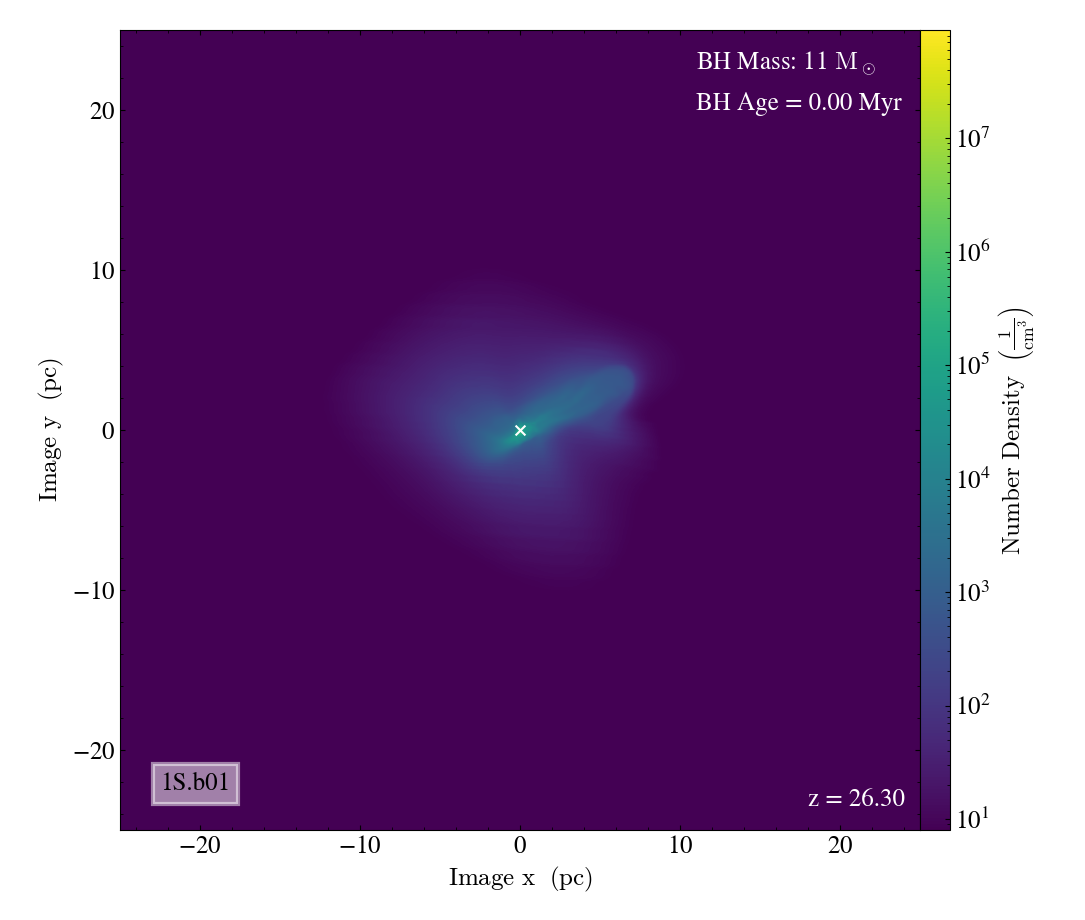 BH Mass: 11 M⊙
BH Age = 0.00 Myr
20
10
0
−10
−20
Image y (pc)
1S.b01
z = 26.30
−20 −10 0 10 20
Image x (pc)
10⁷
10⁶
10⁵
10⁴
10³
10²
10¹
Number Density (1/cm³)